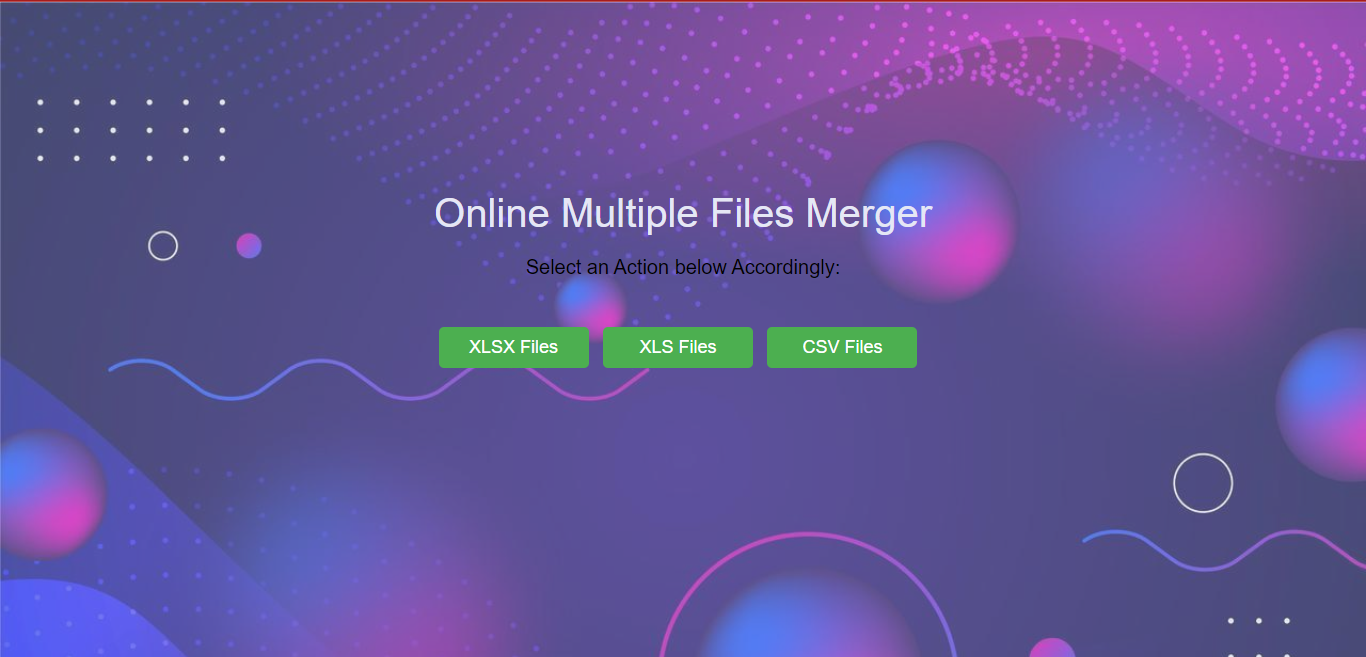 Online Multiple Files Merger
Select an Action below Accordingly:
XLSX Files XLS Files CSV Files